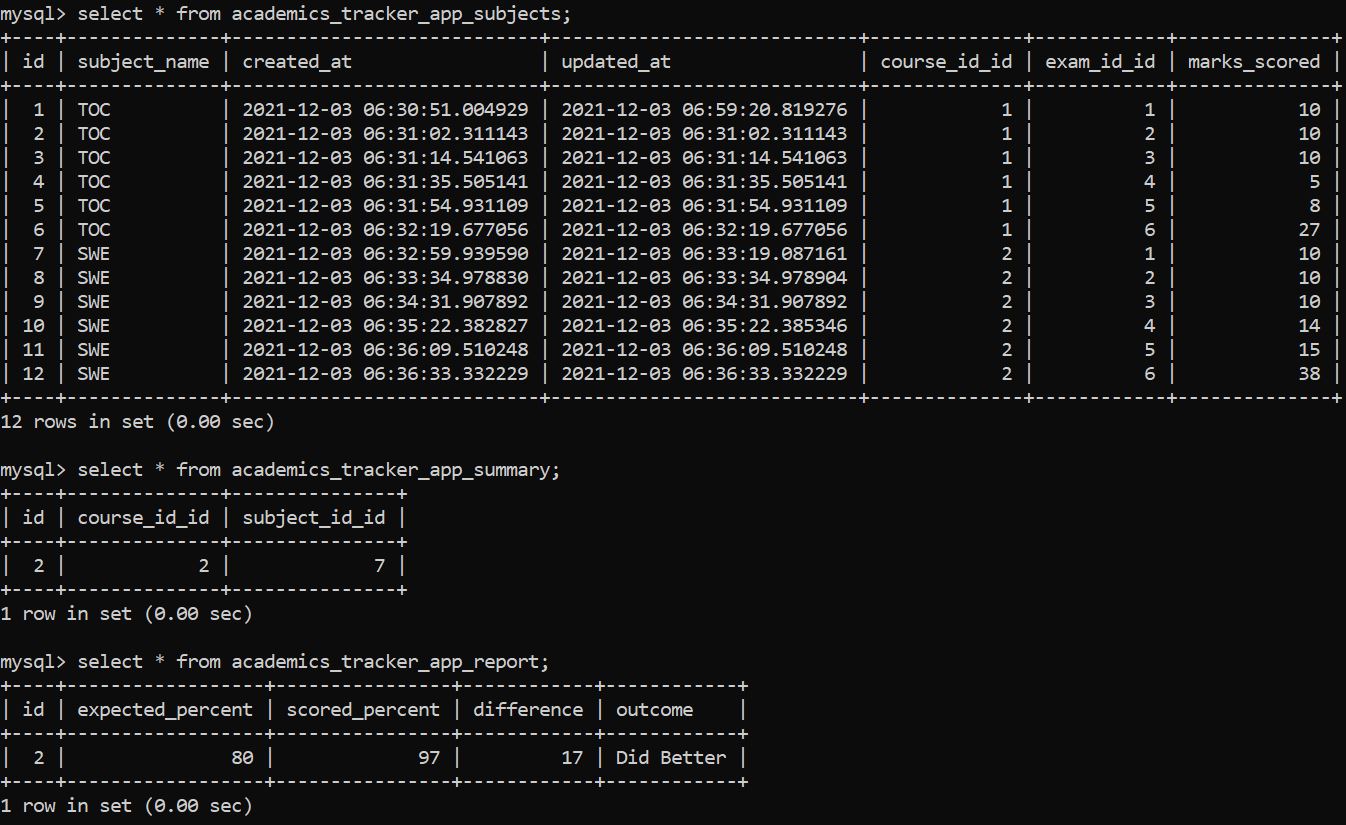 mysql> select * from academics_tracker_app_subjects;
+----+--------------+----------------------------+----------------------------+--------------+------------+--------------+
| id | subject_name | created_at                 | updated_at                 | course_id_id | exam_id_id | marks_scored |
+----+--------------+----------------------------+----------------------------+--------------+------------+--------------+
|  1 | TOC          | 2021-12-03 06:30:51.004929 | 2021-12-03 06:59:20.819276 |            1 |          1 |           10 |
|  2 | TOC          | 2021-12-03 06:31:02.311143 | 2021-12-03 06:31:02.311143 |            1 |          2 |           10 |
|  3 | TOC          | 2021-12-03 06:31:14.541063 | 2021-12-03 06:31:14.541063 |            1 |          3 |           10 |
|  4 | TOC          | 2021-12-03 06:31:35.505141 | 2021-12-03 06:31:35.505141 |            1 |          4 |            5 |
|  5 | TOC          | 2021-12-03 06:31:54.931109 | 2021-12-03 06:31:54.931109 |            1 |          5 |            8 |
|  6 | TOC          | 2021-12-03 06:32:19.677056 | 2021-12-03 06:32:19.677056 |            1 |          6 |           27 |
|  7 | SWE          | 2021-12-03 06:32:59.939590 | 2021-12-03 06:33:19.087161 |            2 |          1 |           10 |
|  8 | SWE          | 2021-12-03 06:33:34.978830 | 2021-12-03 06:33:34.978904 |            2 |          2 |           10 |
|  9 | SWE          | 2021-12-03 06:34:31.907892 | 2021-12-03 06:34:31.907892 |            2 |          3 |           10 |
| 10 | SWE          | 2021-12-03 06:35:22.382827 | 2021-12-03 06:35:22.385346 |            2 |          4 |           14 |
| 11 | SWE          | 2021-12-03 06:36:09.510248 | 2021-12-03 06:36:09.510248 |            2 |          5 |           15 |
| 12 | SWE          | 2021-12-03 06:36:33.332229 | 2021-12-03 06:36:33.332229 |            2 |          6 |           38 |
+----+--------------+----------------------------+----------------------------+--------------+------------+--------------+
12 rows in set (0.00 sec)

mysql> select * from academics_tracker_app_summary;
+----+--------------+---------------+
| id | course_id_id | subject_id_id |
+----+--------------+---------------+
|  2 |            2 |             7 |
+----+--------------+---------------+
1 row in set (0.00 sec)

mysql> select * from academics_tracker_app_report;
+----+------------------+----------------+------------+------------+
| id | expected_percent | scored_percent | difference | outcome    |
+----+------------------+----------------+------------+------------+
|  2 |               80 |             97 |         17 | Did Better |
+----+------------------+----------------+------------+------------+
1 row in set (0.00 sec)